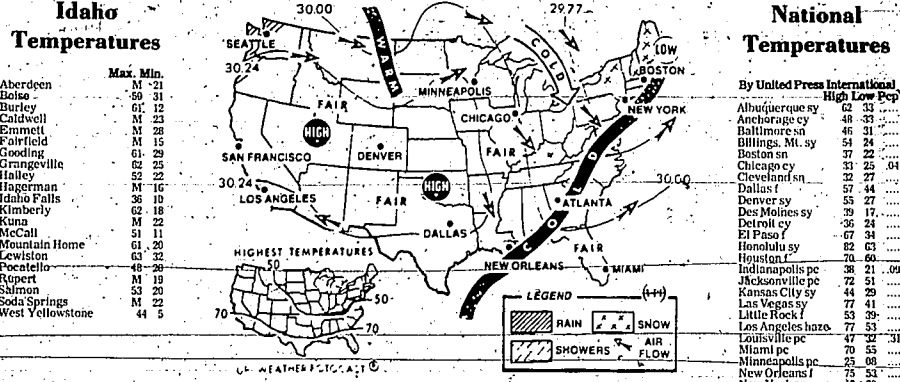 Idaho
Temperatures
Max. Min.
Aberdeen M 21
Boise 59 31
Burley 61 12
Caldwell M 23
Emmett M 28
Fairfield M 15
Gooding 61 29
Grangeville 62 25
Hailey 52 22
Hagerman M 16
Idaho Falls 36 10
Kimberly 62 18
Kuna M 22
McCall 51 11
Mountain Home 61 20
Lewiston 63 32
Pocatello 48 20
Rupert M 19
Salmon 53 20
Soda Springs M 22
West Yellowstone 44 5
30.00
29.77
SEATTLE
30.24
WARM
COLD
LOW
BOSTON
MINNEAPOLIS
NEW YORK
FAIR
CHICAGO
HIGH
SAN FRANCISCO
DENVER
FAIR
30.24
LOS ANGELES
FAIR
HIGH
COLD
30.00
ATLANTA
DALLAS
FAIR
NEW ORLEANS
MIAMI
HIGHEST TEMPERATURES
50
50
70
70
LEGEND
RAIN
SNOW
SHOWERS
AIR FLOW
WEATHER FOTOCAST ®
National
Temperatures
By United Press International
High Low Pcp
Albuquerque sy 62 33 ....
Anchorage cy 48 33 ....
Baltimore sn 46 31 ....
Billings, Mt. sy 54 24 ....
Boston sn 37 22 ....
Chicago cy 33 25 .04
Cleveland sn 32 27 ....
Dallas f 57 44 ....
Denver sy 55 27 ....
Des Moines sy 39 17 ....
Detroit cy 36 24 ....
El Paso f 67 34 ....
Honolulu sy 82 63 ....
Houston f 70 60 ....
Indianapolis pc 38 21 .09
Jacksonville pc 72 51 ....
Kansas City sy 44 29 ....
Las Vegas sy 77 41 ....
Little Rock f 53 39 ....
Los Angeles haze 77 53 ....
Louisville pc 47 32 .31
Miami pc 70 55 ....
Minneapolis pc 25 08 ....
New Orleans f 75 53 ....